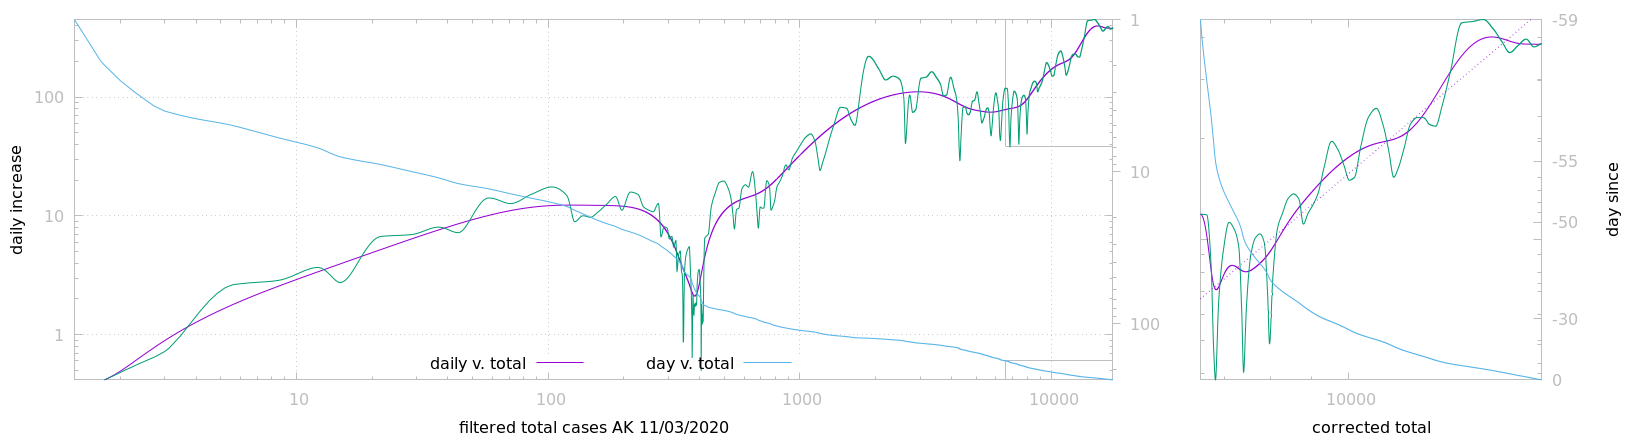 daily increase
100
10
1
daily v. total
day v. total
10
100
1000
10000
filtered total cases AK 11/03/2020
1
10
100
10000
corrected total
-59
-55
-50
-30
0
day since